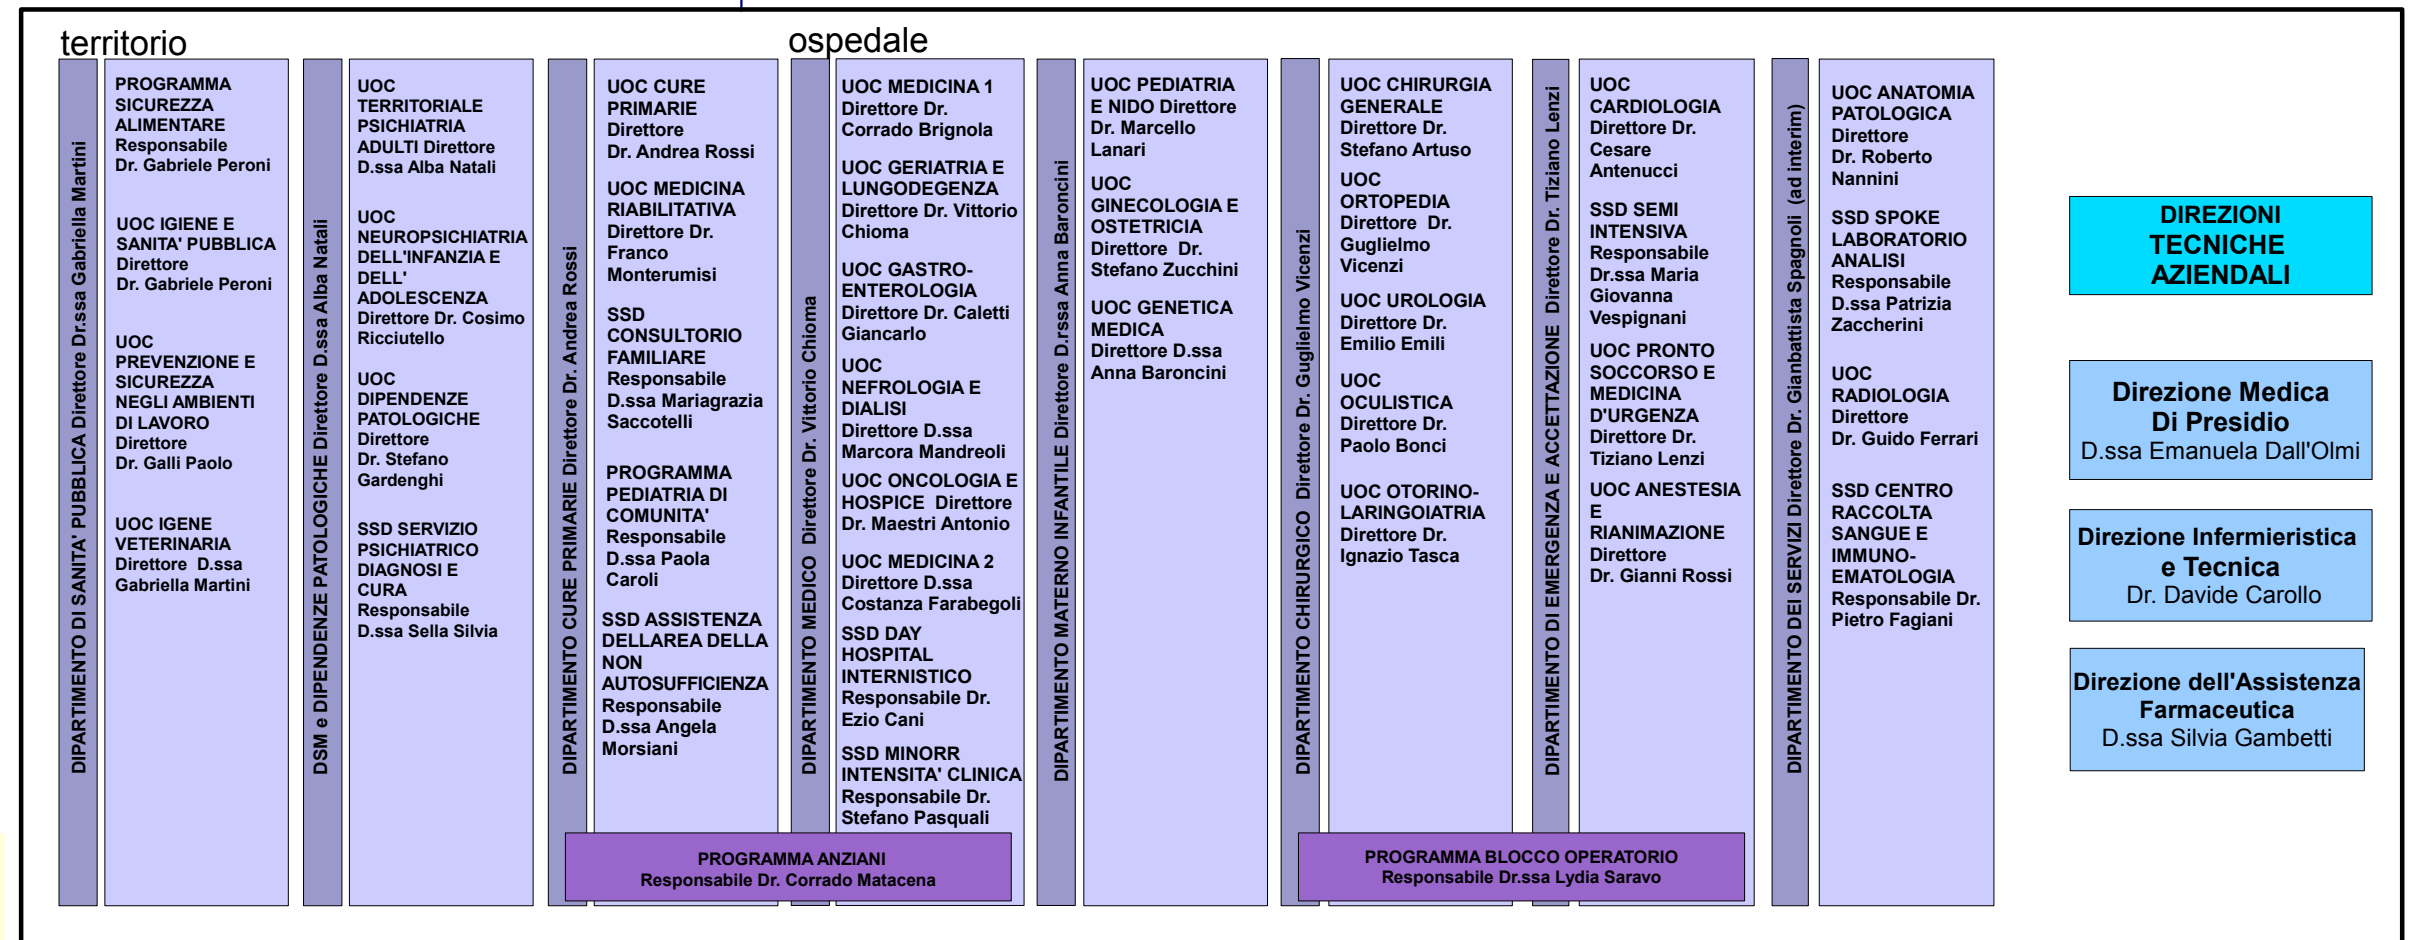 territorio
ospedale
DIPARTIMENTO DI SANITA' PUBBLICA Direttore Dr.ssa Gabriella Martini
PROGRAMMA
SICUREZZA
ALIMENTARE
Responsabile
Dr. Gabriele Peroni
UOC IGIENE E
SANITA' PUBBLICA
Direttore
Dr. Gabriele Peroni
UOC
PREVENZIONE E
SICUREZZA
NEGLI AMBIENTI
DI LAVORO
Direttore
Dr. Galli Paolo
UOC IGENE
VETERINARIA
Direttore D.ssa
Gabriella Martini
DSM e DIPENDENZE PATOLOGICHE Direttore D.ssa Alba Natali
UOC
TERRITORIALE
PSICHIATRIA
ADULTI Direttore
D.ssa Alba Natali
UOC
NEUROPSICHIATRIA
DELL'INFANZIA E
DELL'
ADOLESCENZA
Direttore Dr. Cosimo
Ricciutello
UOC
DIPENDENZE
PATOLOGICHE
Direttore
Dr. Stefano
Gardenghi
SSD SERVIZIO
PSICHIATRICO
DIAGNOSI E
CURA
Responsabile
D.ssa Sella Silvia
DIPARTIMENTO CURE PRIMARIE Direttore Dr. Andrea Rossi
UOC CURE
PRIMARIE
Direttore
Dr. Andrea Rossi
UOC MEDICINA
RIABILITATIVA
Direttore Dr.
Franco
Monterumisi
SSD
CONSULTORIO
FAMILIARE
Responsabile
D.ssa Mariagrazia
Saccotelli
PROGRAMMA
PEDIATRIA DI
COMUNITA'
Responsabile
D.ssa Paola
Caroli
SSD ASSISTENZA
DELLAREA DELLA
NON
AUTOSUFFICIENZA
Responsabile
D.ssa Angela
Morsiani
DIPARTIMENTO MEDICO Direttore Dr. Vittorio Chioma
UOC MEDICINA 1
Direttore Dr.
Corrado Brignola
UOC GERIATRIA E
LUNGODEGENZA
Direttore Dr. Vittorio
Chioma
UOC GASTRO-
ENTEROLOGIA
Direttore Dr. Caletti
Giancarlo
UOC
NEFROLOGIA E
DIALISI
Direttore D.ssa
Marcora Mandreoli
UOC ONCOLOGIA E
HOSPICE Direttore
Dr. Maestri Antonio
UOC MEDICINA 2
Direttore D.ssa
Costanza Farabegoli
SSD DAY
HOSPITAL
INTERNISTICO
Responsabile Dr.
Ezio Cani
SSD MINORR
INTENSITA' CLINICA
Responsabile Dr.
Stefano Pasquali
PROGRAMMA ANZIANI
Responsabile Dr. Corrado Matacena
DIPARTIMENTO MATERNO INFANTILE Direttore D.rssa Anna Baroncini
UOC PEDIATRIA
E NIDO Direttore
Dr. Marcello
Lanari
UOC
GINECOLOGIA E
OSTETRICIA
Direttore Dr.
Stefano Zucchini
UOC GENETICA
MEDICA
Direttore D.ssa
Anna Baroncini
DIPARTIMENTO CHIRURGICO Direttore Dr. Guglielmo Vicenzi
UOC CHIRURGIA
GENERALE
Direttore Dr.
Stefano Artuso
UOC
ORTOPEDIA
Direttore Dr.
Guglielmo
Vicenzi
UOC UROLOGIA
Direttore Dr.
Emilio Emili
UOC
OCULISTICA
Direttore Dr.
Paolo Bonci
UOC OTORINO-
LARINGOIATRIA
Direttore Dr.
Ignazio Tasca
DIPARTIMENTO DI EMERGENZA E ACCETTAZIONE Direttore Dr. Tiziano Lenzi
UOC
CARDIOLOGIA
Direttore Dr.
Cesare
Antenucci
SSD SEMI
INTENSIVA
Responsabile
Dr.ssa Maria
Giovanna
Vespignani
UOC PRONTO
SOCCORSO E
MEDICINA
D'URGENZA
Direttore Dr.
Tiziano Lenzi
UOC ANESTESIA
E
RIANIMAZIONE
Direttore
Dr. Gianni Rossi
PROGRAMMA BLOCCO OPERATORIO
Responsabile Dr.ssa Lydia Saravo
DIPARTIMENTO DEI SERVIZI Direttore Dr. Gianbattista Spagnoli (ad interim)
UOC ANATOMIA
PATOLOGICA
Direttore
Dr. Roberto
Nannini
SSD SPOKE
LABORATORIO
ANALISI
Responsabile
D.ssa Patrizia
Zaccherini
UOC
RADIOLOGIA
Direttore
Dr. Guido Ferrari
SSD CENTRO
RACCOLTA
SANGUE E
IMMUNO-
EMATOLOGIA
Responsabile Dr.
Pietro Fagiani
DIREZIONI
TECNICHE
AZIENDALI
Direzione Medica
Di Presidio
D.ssa Emanuela Dall'Olmi
Direzione Infermieristica
e Tecnica
Dr. Davide Carollo
Direzione dell'Assistenza
Farmaceutica
D.ssa Silvia Gambetti